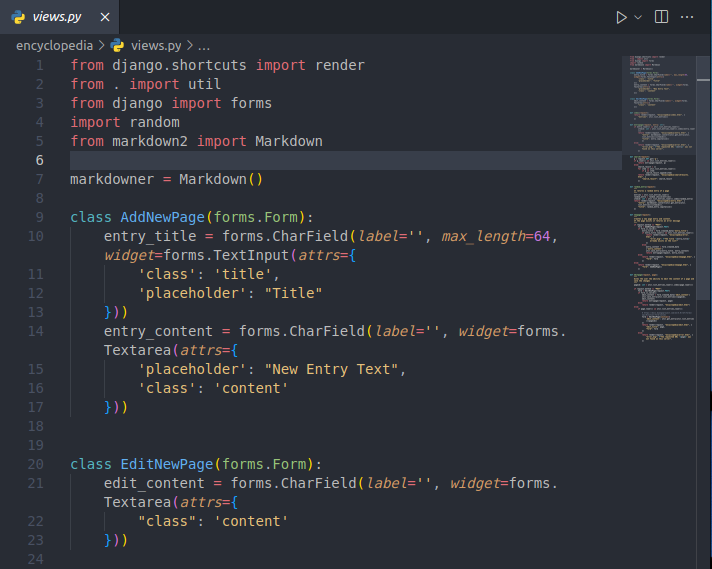 views.py
encyclopedia > views.py > ...
1 from django.shortcuts import render
2 from . import util
3 from django import forms
4 import random
5 from markdown2 import Markdown
6
7 markdowner = Markdown()
8
9 class AddNewPage(forms.Form):
10 entry_title = forms.CharField(label='', max_length=64,
widget=forms.TextInput(attrs={
11 'class': 'title',
12 'placeholder': "Title"
13 }))
14 entry_content = forms.CharField(label='', widget=forms.
Textarea(attrs={
15 'placeholder': "New Entry Text",
16 'class': 'content'
17 }))
18
19
20 class EditNewPage(forms.Form):
21 edit_content = forms.CharField(label='', widget=forms.
Textarea(attrs={
22 "class": 'content'
23 }))
24